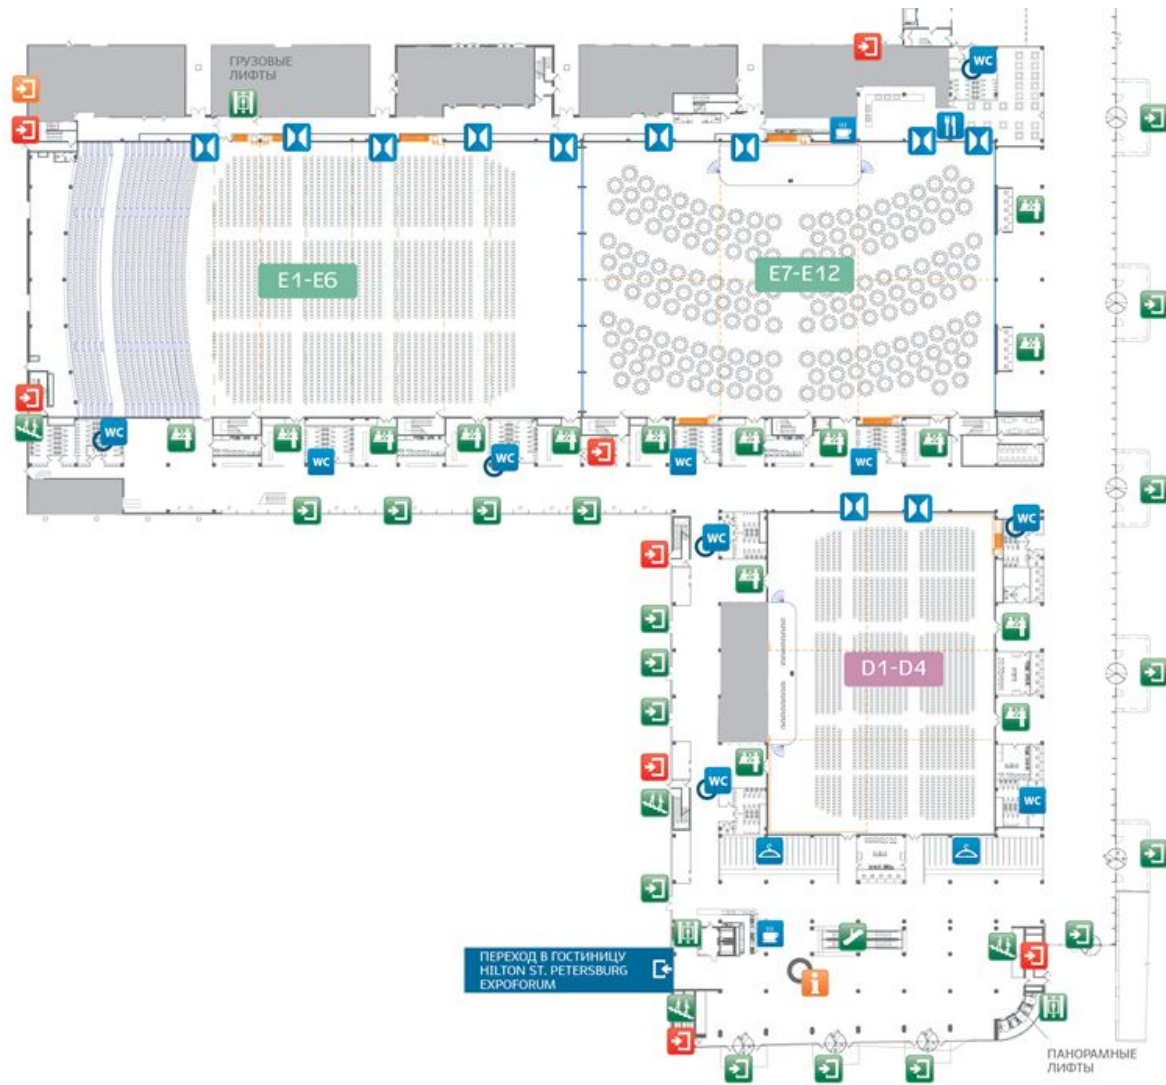 ГРУЗОВЫЕ
ЛИФТЫ
WC
E1-E6
E7-E12
WC
WC
WC
WC
WC
WC
WC
D1-D4
WC
WC
ПЕРЕХОД В ГОСТИНИЦУ
HILTON ST. PETERSBURG
EXPOFORUM
i
ПАНОРАМНЫЕ
ЛИФТЫ